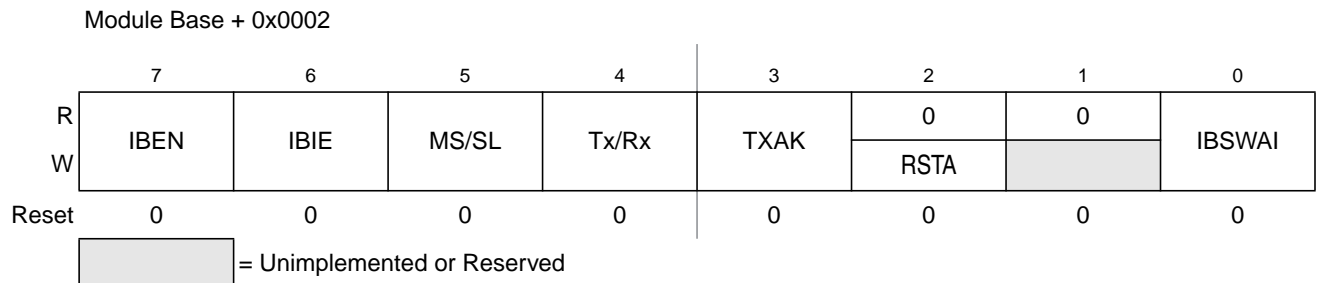 Module Base + 0x0002
7 6 5 4 3 2 1 0
R IBEN IBIE MS/SL Tx/Rx TXAK 0 0 IBSWAI
W RSTA
Reset 0 0 0 0 0 0 0 0
= Unimplemented or Reserved